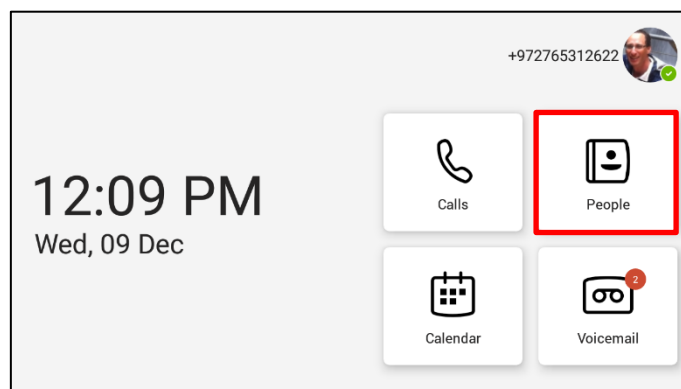 +972765312622
12:09 PM
Wed, 09 Dec
Calls
People
Calendar
2
Voicemail